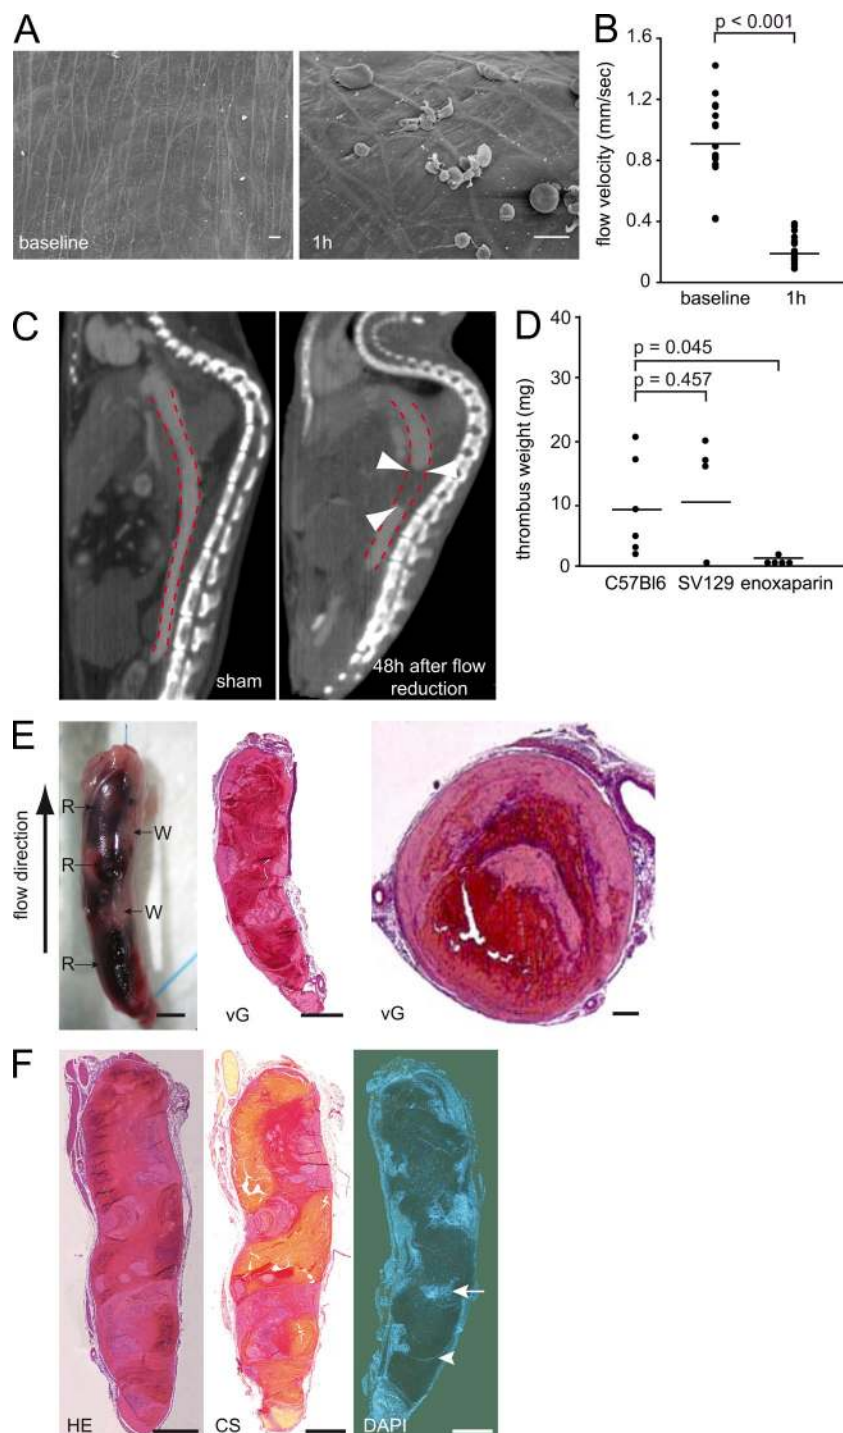 A
baseline
1h
B
p < 0.001
flow velocity (mm/sec)
1.6
1.2
0.8
0.4
0
baseline 1h
C
sham
48h after flow
reduction
D
thrombus weight (mg)
40
30
20
10
0
p = 0.045
p = 0.457
C57Bl6 SV129 enoxaparin
E
flow direction
R
W
R
W
R
vG
vG
F
HE
CS
DAPI